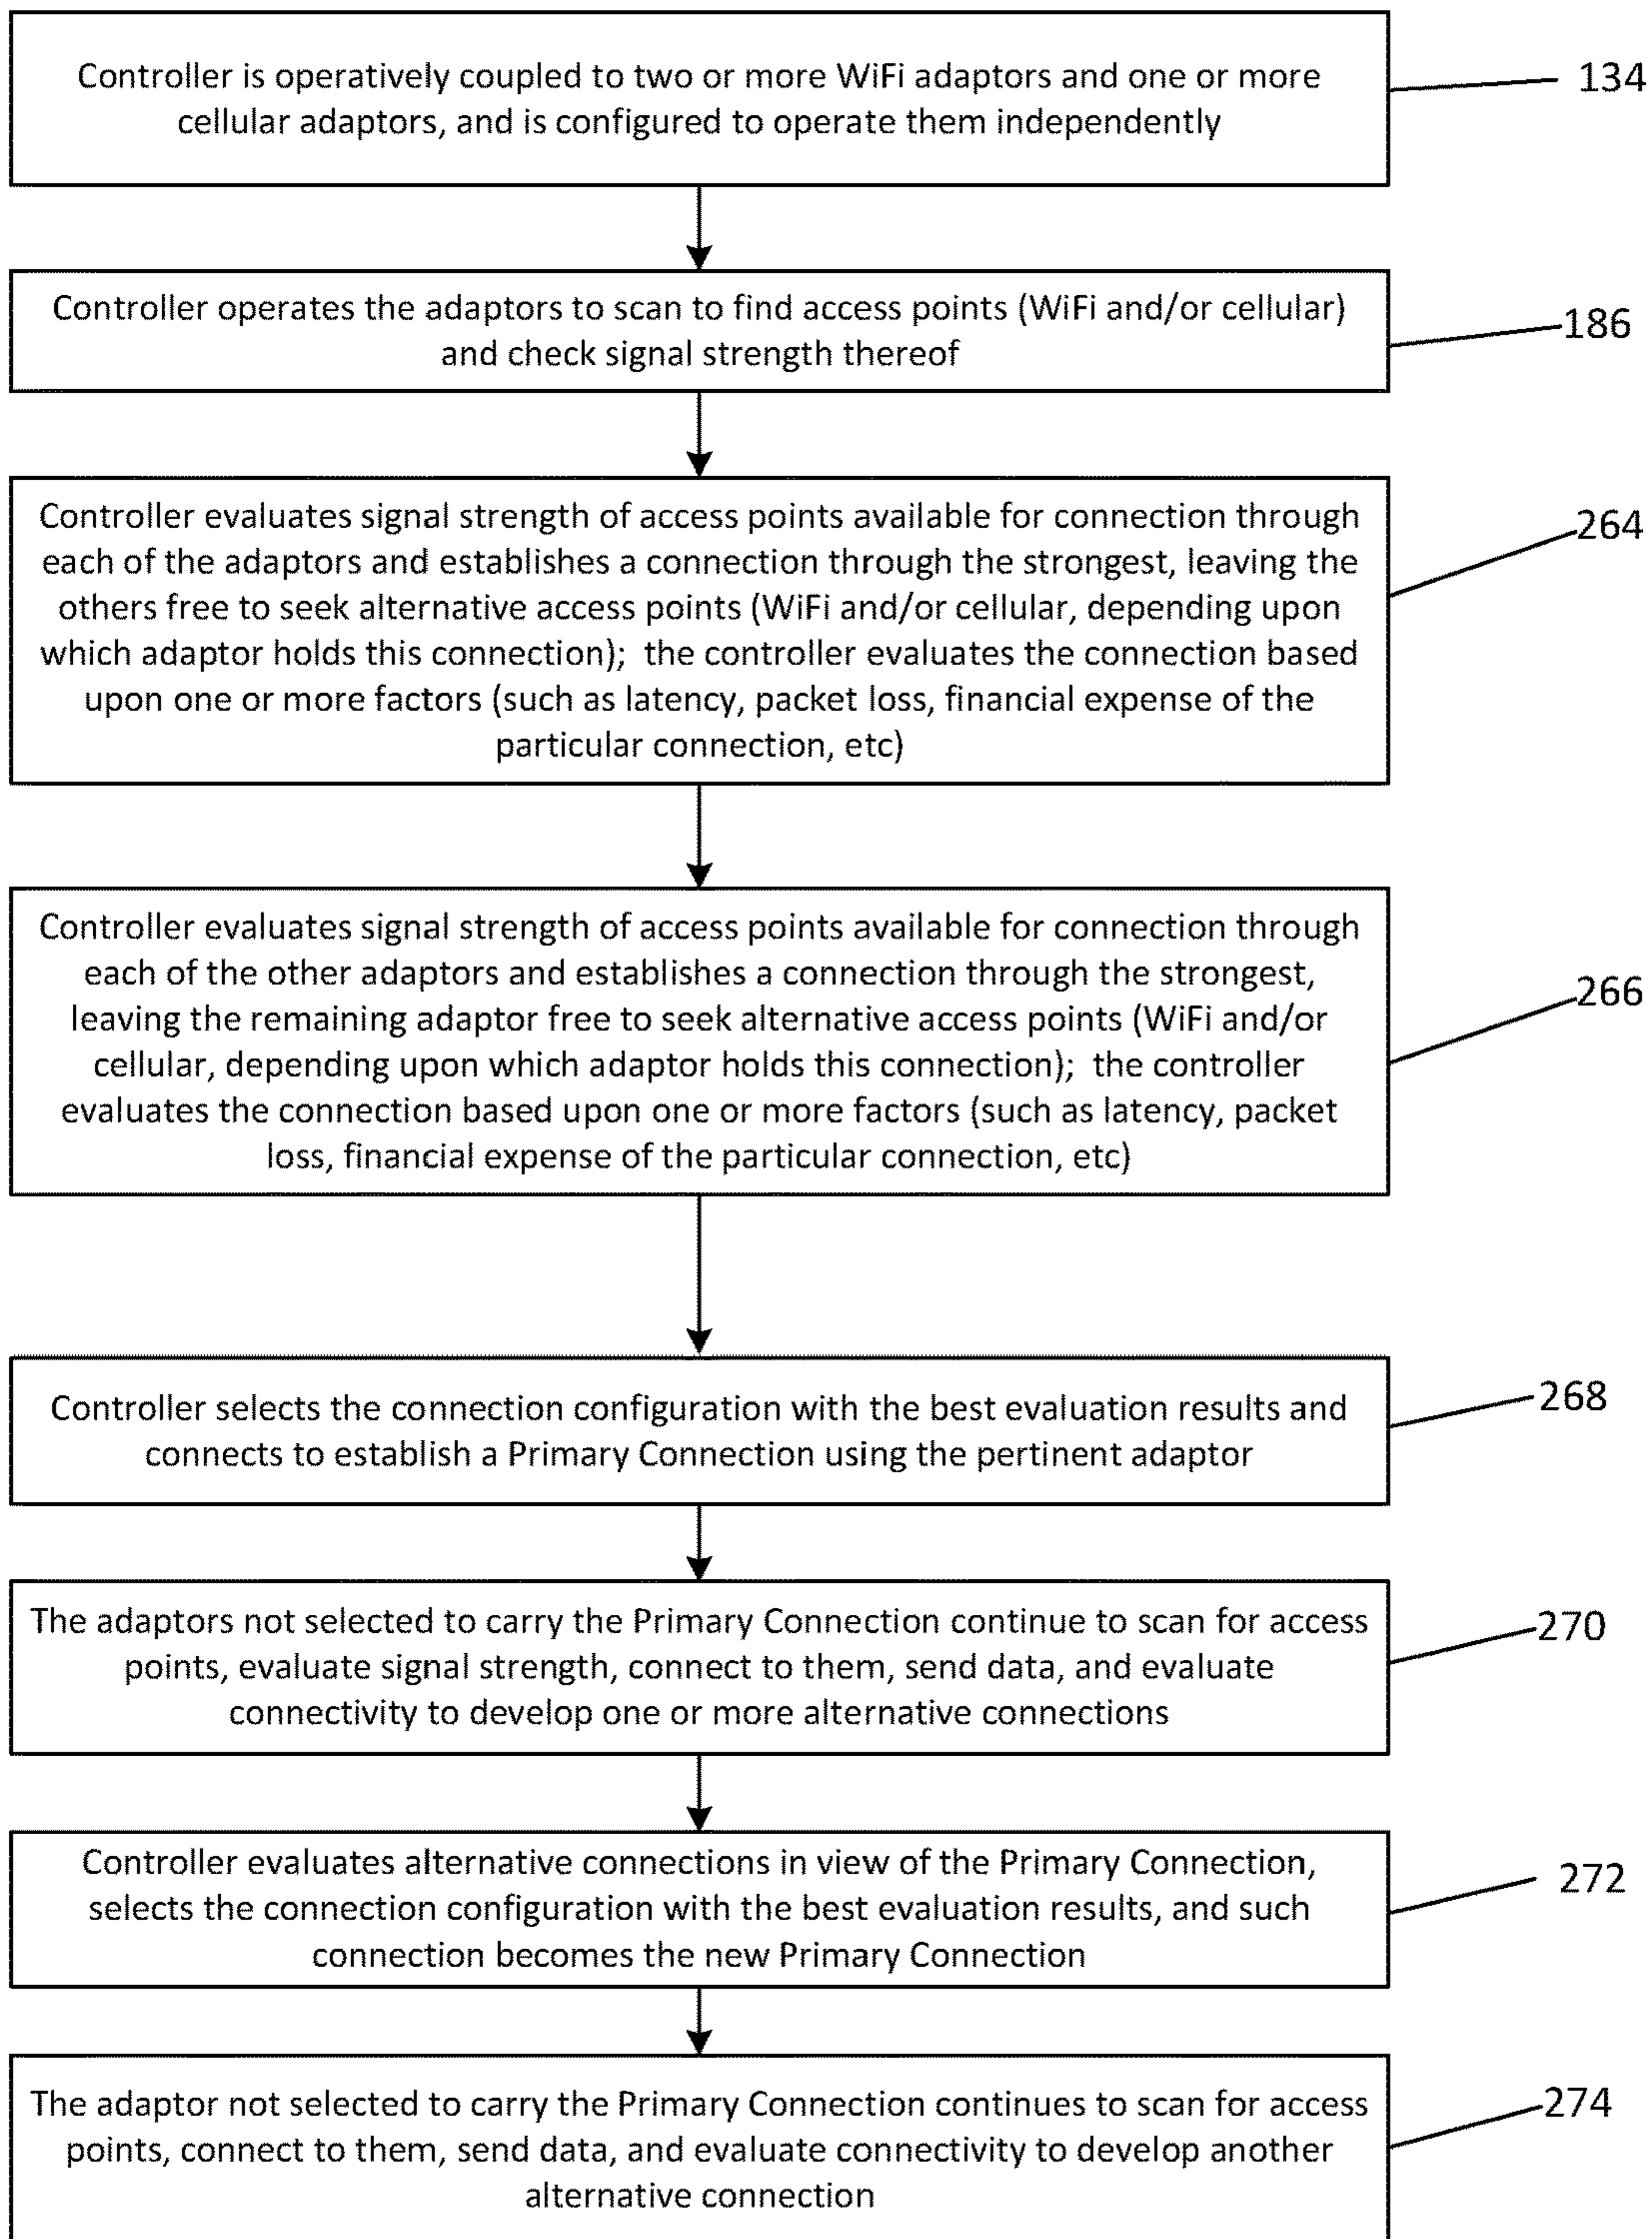 Controller is operatively coupled to two or more WiFi adaptors and one or more
cellular adaptors, and is configured to operate them independently
134
Controller operates the adaptors to scan to find access points (WiFi and/or cellular)
and check signal strength thereof
186
Controller evaluates signal strength of access points available for connection through
each of the adaptors and establishes a connection through the strongest, leaving the
others free to seek alternative access points (WiFi and/or cellular, depending upon
which adaptor holds this connection);  the controller evaluates the connection based
upon one or more factors (such as latency, packet loss, financial expense of the
particular connection, etc)
264
Controller evaluates signal strength of access points available for connection through
each of the other adaptors and establishes a connection through the strongest,
leaving the remaining adaptor free to seek alternative access points (WiFi and/or
cellular, depending upon which adaptor holds this connection);  the controller
evaluates the connection based upon one or more factors (such as latency, packet
loss, financial expense of the particular connection, etc)
266
Controller selects the connection configuration with the best evaluation results and
connects to establish a Primary Connection using the pertinent adaptor
268
The adaptors not selected to carry the Primary Connection continue to scan for access
points, evaluate signal strength, connect to them, send data, and evaluate
connectivity to develop one or more alternative connections
270
Controller evaluates alternative connections in view of the Primary Connection,
selects the connection configuration with the best evaluation results, and such
connection becomes the new Primary Connection
272
The adaptor not selected to carry the Primary Connection continues to scan for access
points, connect to them, send data, and evaluate connectivity to develop another
alternative connection
274